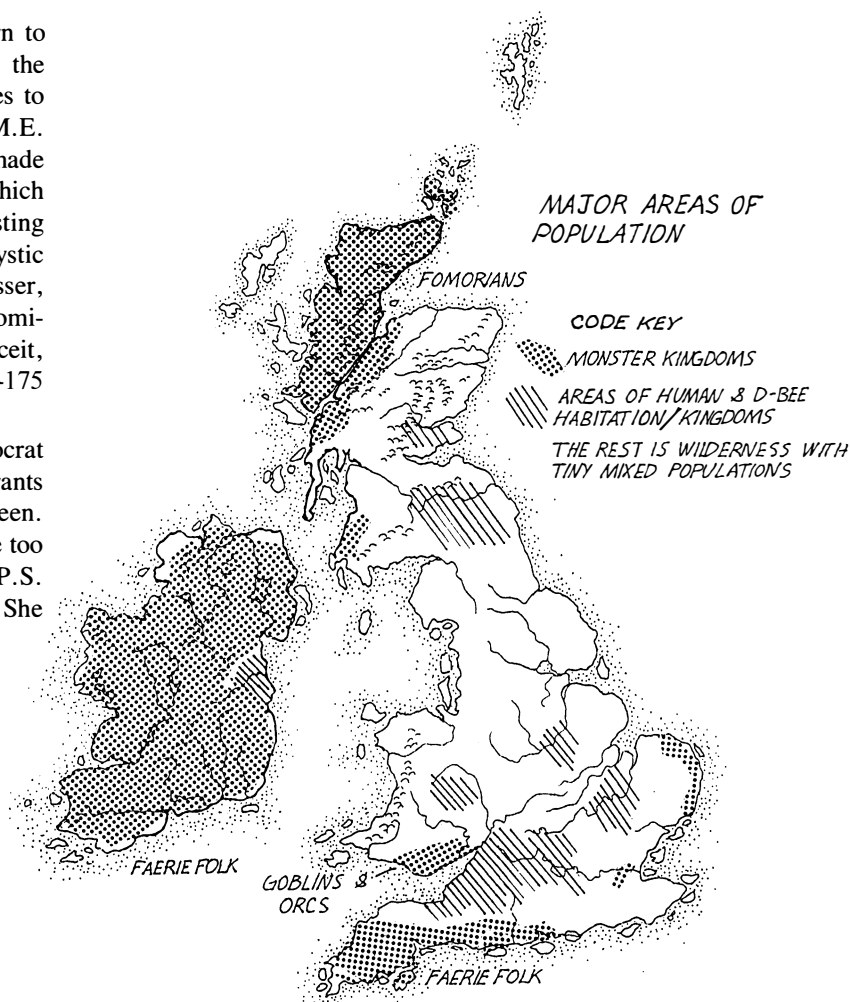 rn to
the
es to
M.E.
nade
hich
sting
ystic
sser,
omi-
ceit,
-175
ocrat
rants
een.
e too
P.S.
She
MAJOR AREAS OF
POPULATION
FOMORIANS
CODE KEY
MONSTER KINGDOMS
AREAS OF HUMAN & D-BEE
HABITATION/KINGDOMS
THE REST IS WILDERNESS WITH
TINY MIXED POPULATIONS
FAERIE FOLK
GOBLINS &
ORCS
FAERIE FOLK